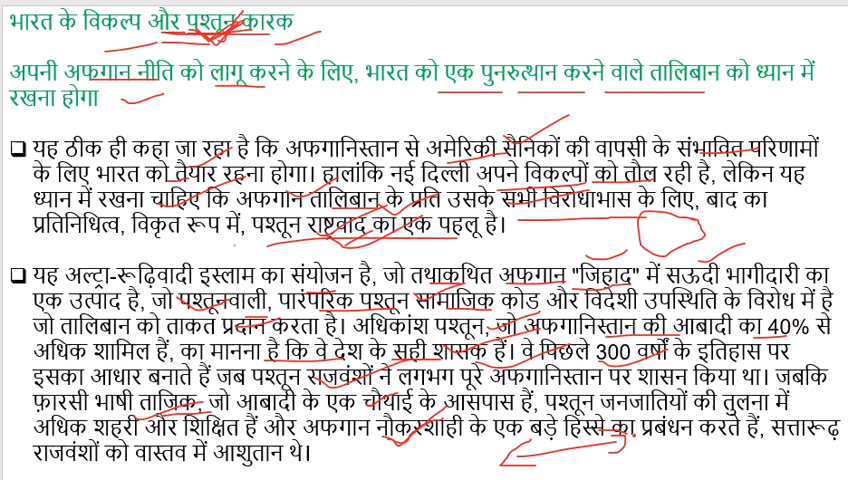 भारत के विकल्प और पश्तून कारक
अपनी अफगान नीति को लागू करने के लिए, भारत को एक पुनरुत्थान करने वाले तालिबान को ध्यान में
रखना होगा
❑ यह ठीक ही कहा जा रहा है कि अफगानिस्तान से अमेरिकी सैनिकों की वापसी के संभावित परिणामों
के लिए भारत को तैयार रहना होगा। हालांकि नई दिल्ली अपने विकल्पों को तौल रही है, लेकिन यह
ध्यान में रखना चाहिए कि अफगान तालिबान के प्रति उसके सभी विरोधाभास के लिए, बाद का
प्रतिनिधित्व, विकृत रूप में, पश्तून राष्ट्रवाद का एक पहलू है।
❑ यह अल्ट्रा-रूढ़िवादी इस्लाम का संयोजन है, जो तथाकथित अफगान "जिहाद" में सऊदी भागीदारी का
एक उत्पाद है, जो पश्तूनवाली, पारंपरिक पश्तून सामाजिक कोड और विदेशी उपस्थिति के विरोध में है
जो तालिबान को ताकत प्रदान करता है। अधिकांश पश्तून, जो अफगानिस्तान की आबादी का 40% से
अधिक शामिल हैं, का मानना है कि वे देश के सही शासक हैं। वे पिछले 300 वर्षों के इतिहास पर
इसका आधार बनाते हैं जब पश्तून राजवंशों ने लगभग पूरे अफगानिस्तान पर शासन किया था। जबकि
फ़ारसी भाषी ताजिक, जो आबादी के एक चौथाई के आसपास हैं, पश्तून जनजातियों की तुलना में
अधिक शहरी और शिक्षित हैं और अफगान नौकरशाही के एक बड़े हिस्से का प्रबंधन करते हैं, सत्तारूढ़
राजवंशों को वास्तव में आशुतान थे।